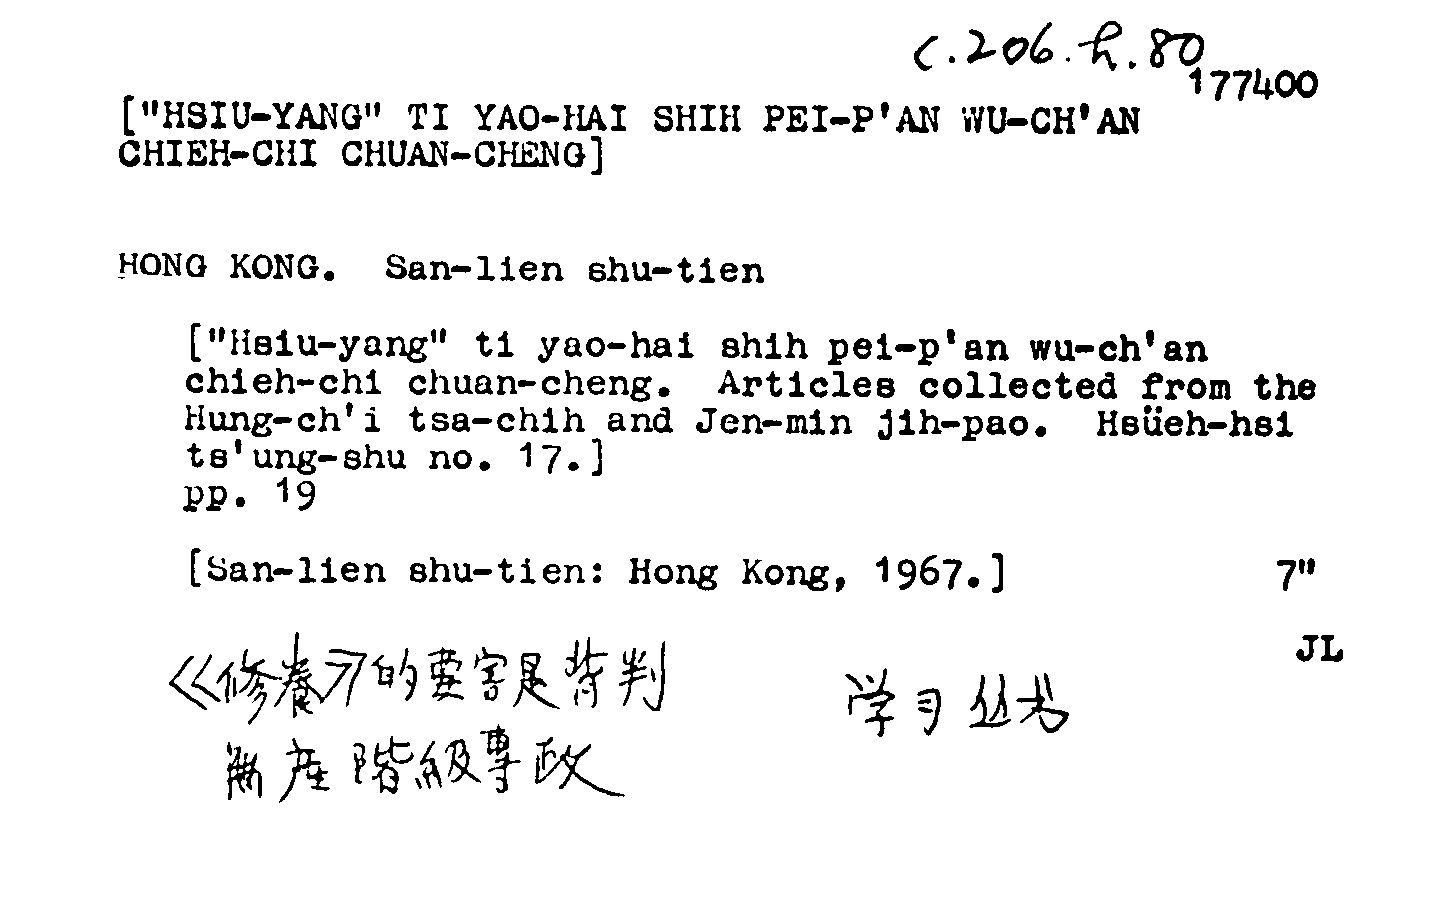 c.206.h.80
177400
["HSIU-YANG" TI YAO-HAI SHIH PEI-P'AN WU-CH'AN
CHIEH-CHI CHUAN-CHENG]
HONG KONG.  San-lien shu-tien
["Hsiu-yang" ti yao-hai shih pei-p'an wu-ch'an
chieh-chi chuan-cheng.  Articles collected from the
Hung-ch'i tsa-chih and Jen-min jih-pao.  Hsüeh-hsi
ts'ung-shu no. 17.]
pp. 19
[San-lien shu-tien: Hong Kong, 1967.] 7"
JL
《修養》的要害是背判 学习丛书
無産階級專政